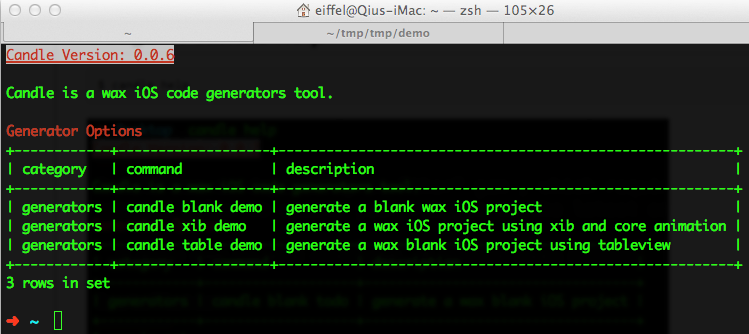 eiffel@Qius-iMac: ~ — zsh — 105×26
~ ~/tmp/tmp/demo
Candle Version: 0.0.6
Candle is a wax iOS code generators tool.
Generator Options
+------------+-------------------+--------------------------------------------------------+
| category | command | description |
+------------+-------------------+--------------------------------------------------------+
| generators | candle blank demo | generate a blank wax iOS project |
| generators | candle xib demo | generate a wax iOS project using xib and core animation |
| generators | candle table demo | generate a wax blank iOS project using tableview |
+------------+-------------------+--------------------------------------------------------+
3 rows in set
➜ ~